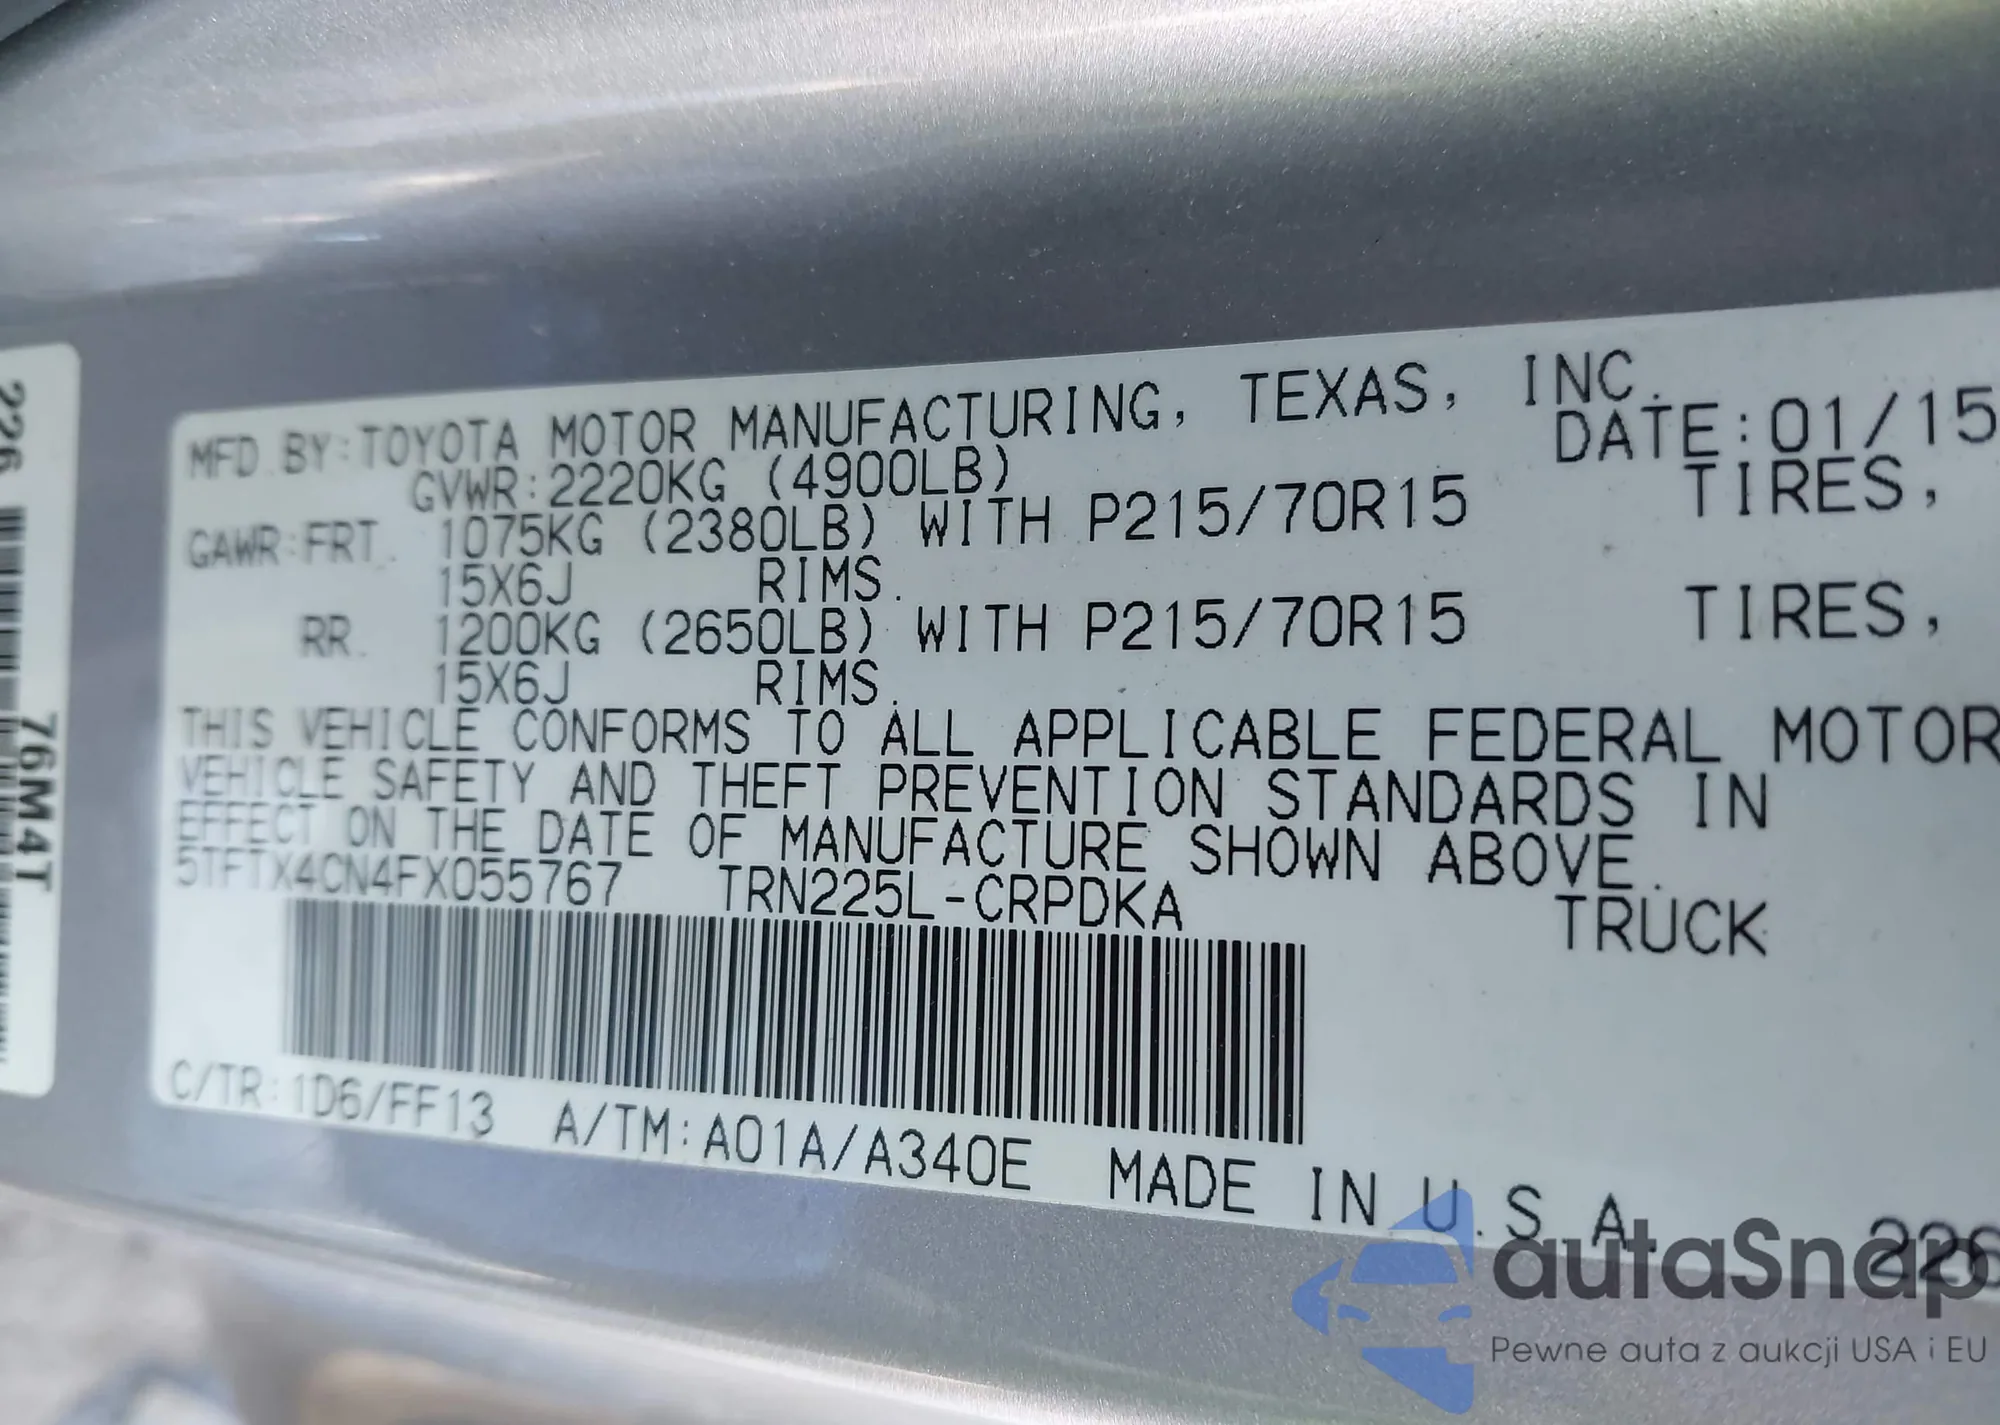 MFD. BY:TOYOTA MOTOR MANUFACTURING, TEXAS, INC.
GVWR:2220KG (4900LB) DATE:01/15
GAWR:FRT. 1075KG (2380LB) WITH P215/70R15 TIRES,
15X6J RIMS.
RR. 1200KG (2650LB) WITH P215/70R15 TIRES,
15X6J RIMS.
THIS VEHICLE CONFORMS TO ALL APPLICABLE FEDERAL MOTOR
VEHICLE SAFETY AND THEFT PREVENTION STANDARDS IN
EFFECT ON THE DATE OF MANUFACTURE SHOWN ABOVE.
5TFTX4CN4FX055767 TRN225L-CRPDKA TRUCK
C/TR:1D6/FF13 A/TM:A01A/A340E MADE IN U.S.A.
226
226
76M4T
autaSnap
Pewne auta z aukcji USA i EU